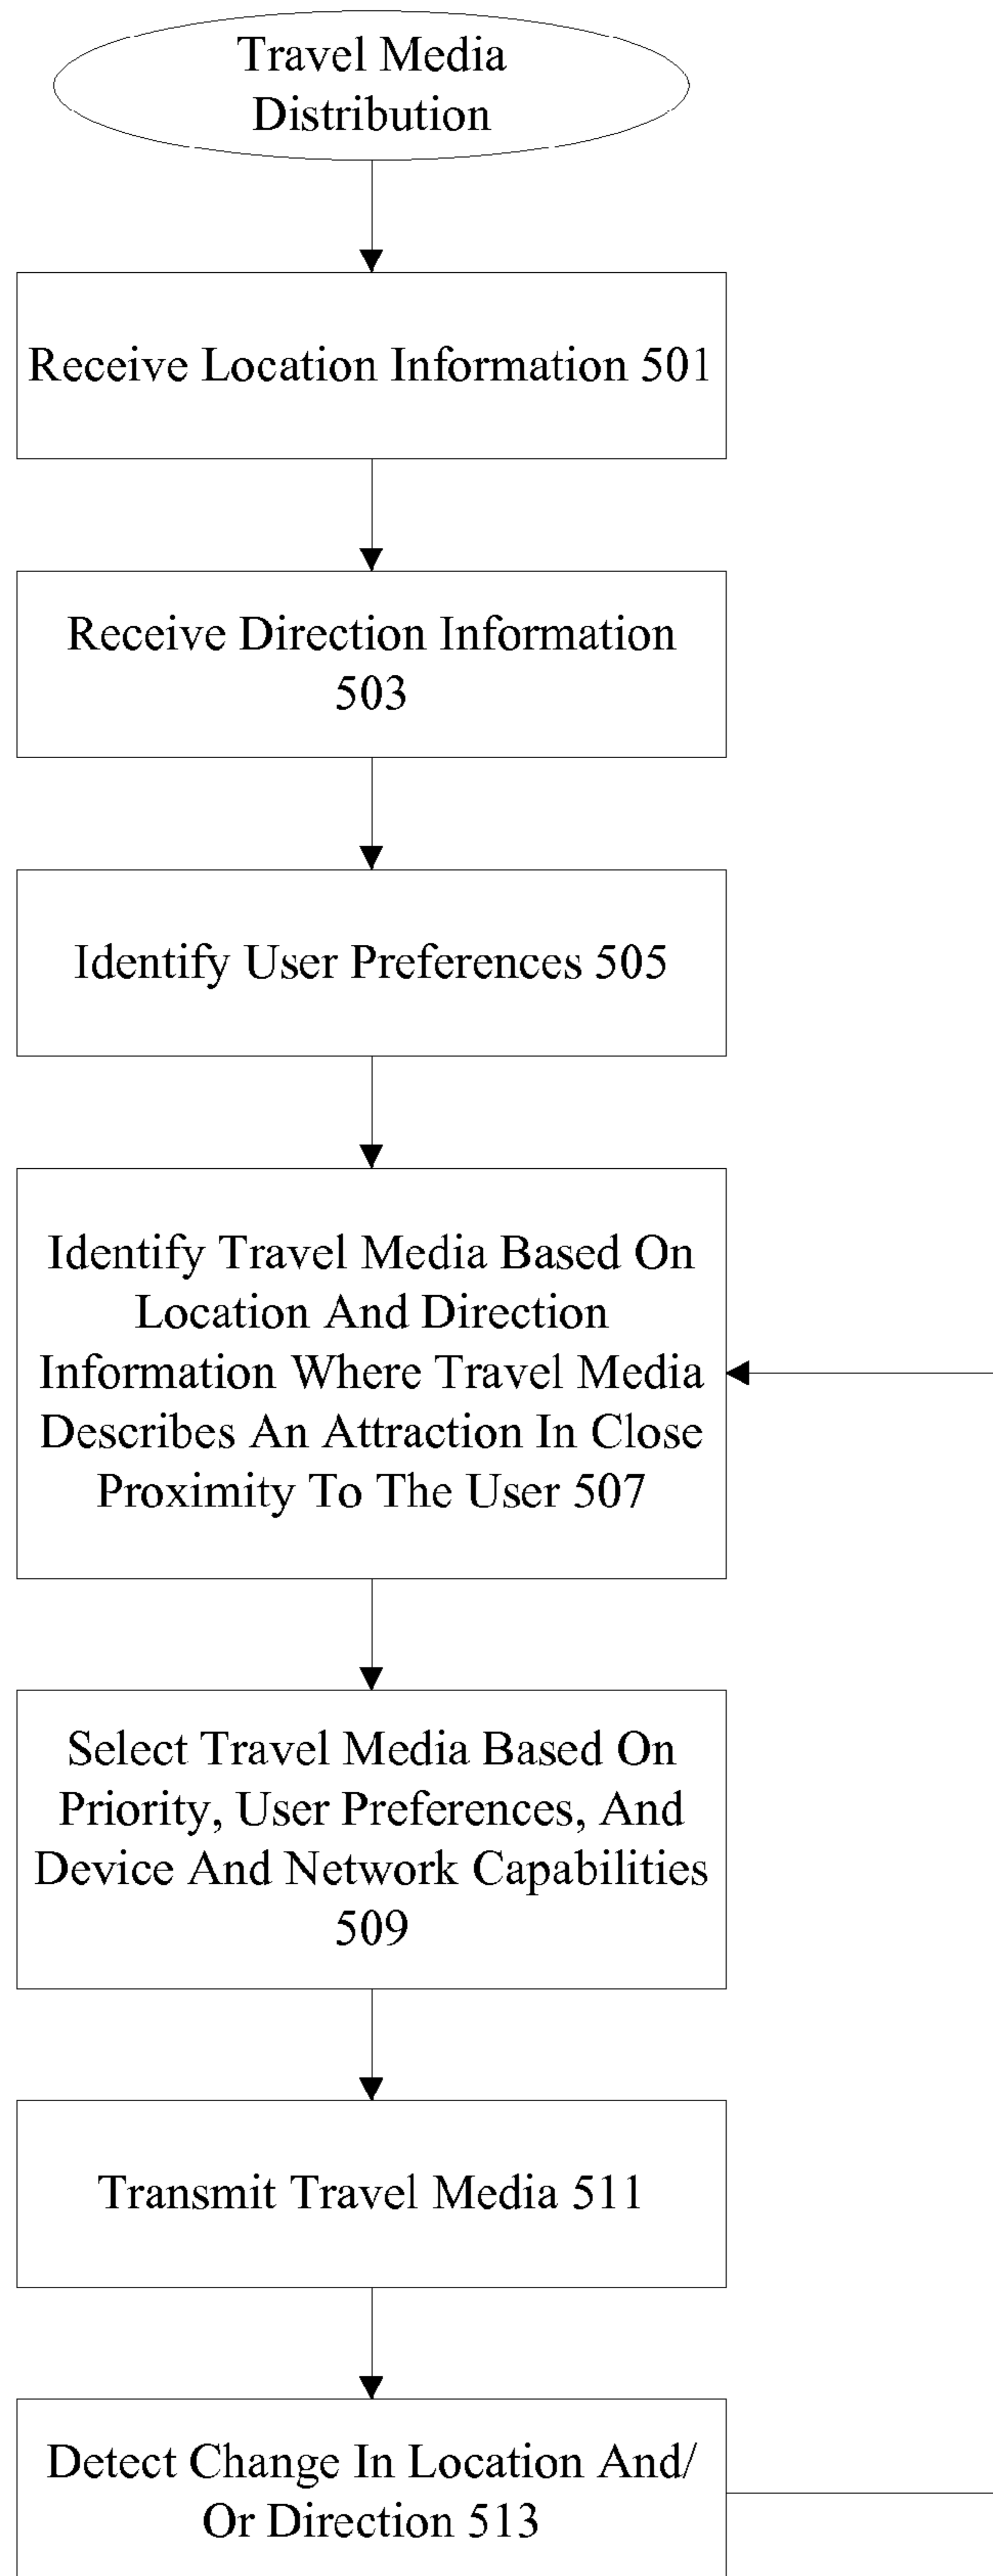 Travel Media
Distribution
Receive Location Information 501
Receive Direction Information
503
Identify User Preferences 505
Identify Travel Media Based On
Location And Direction
Information Where Travel Media
Describes An Attraction In Close
Proximity To The User 507
Select Travel Media Based On
Priority, User Preferences, And
Device And Network Capabilities
509
Transmit Travel Media 511
Detect Change In Location And/
Or Direction 513